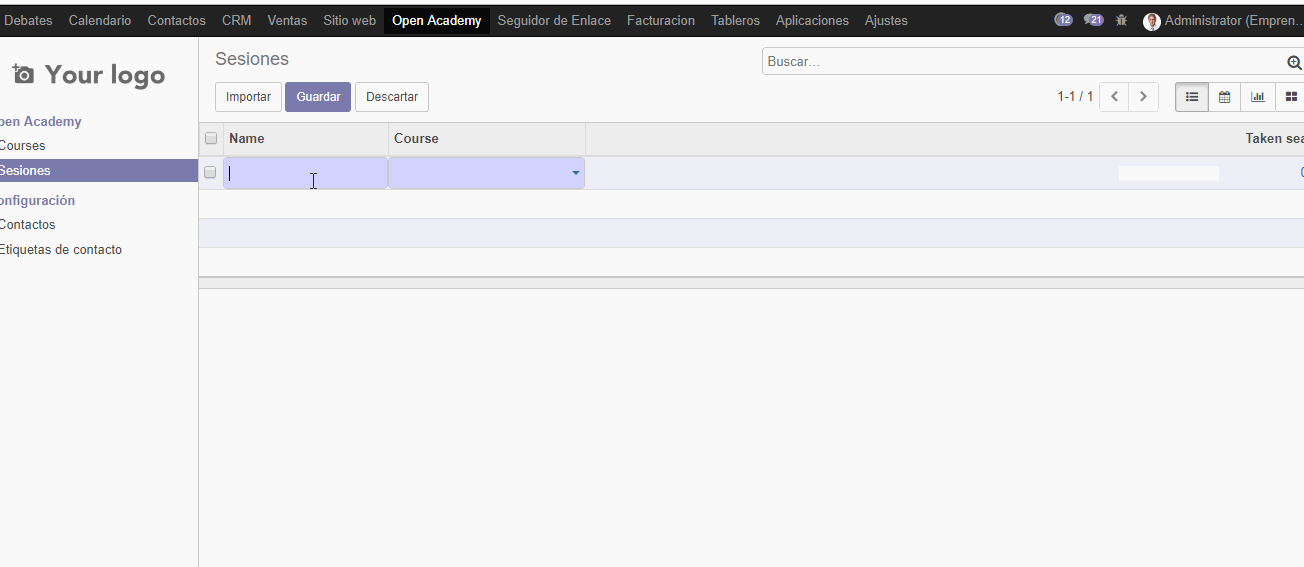 Debates Calendario Contactos CRM Ventas Sitio web Open Academy Seguidor de Enlace Facturacion Tableros Aplicaciones Ajustes 12 21 Administrator (Empren...
Your logo
Sesiones
Buscar...
Importar Guardar Descartar
1-1 / 1
pen Academy
Courses
Sesiones
onfiguración
Contactos
Etiquetas de contacto
Name Course Taken sea